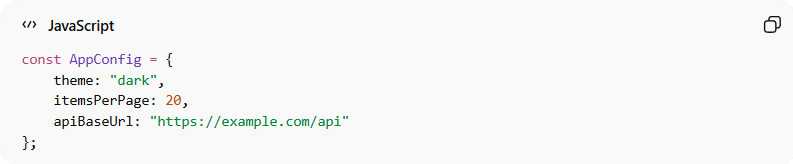 </> JavaScript
const AppConfig = {
    theme: "dark",
    itemsPerPage: 20,
    apiBaseUrl: "https://example.com/api"
};